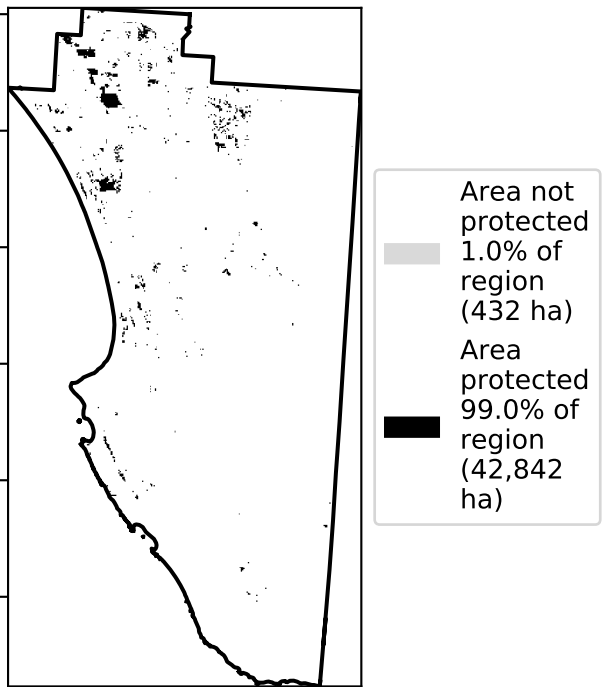 Area not
protected
1.0% of
region
(432 ha)
Area
protected
99.0% of
region
(42,842
ha)